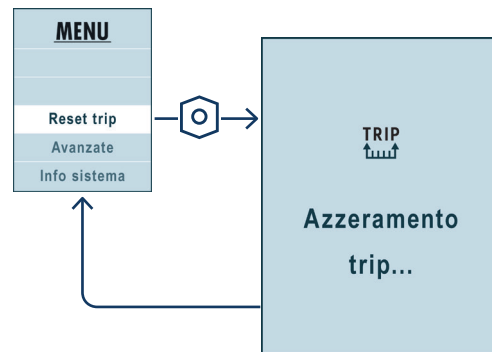 MENU
Reset trip
Avanzate
Info sistema
TRIP
Azzeramento
trip...